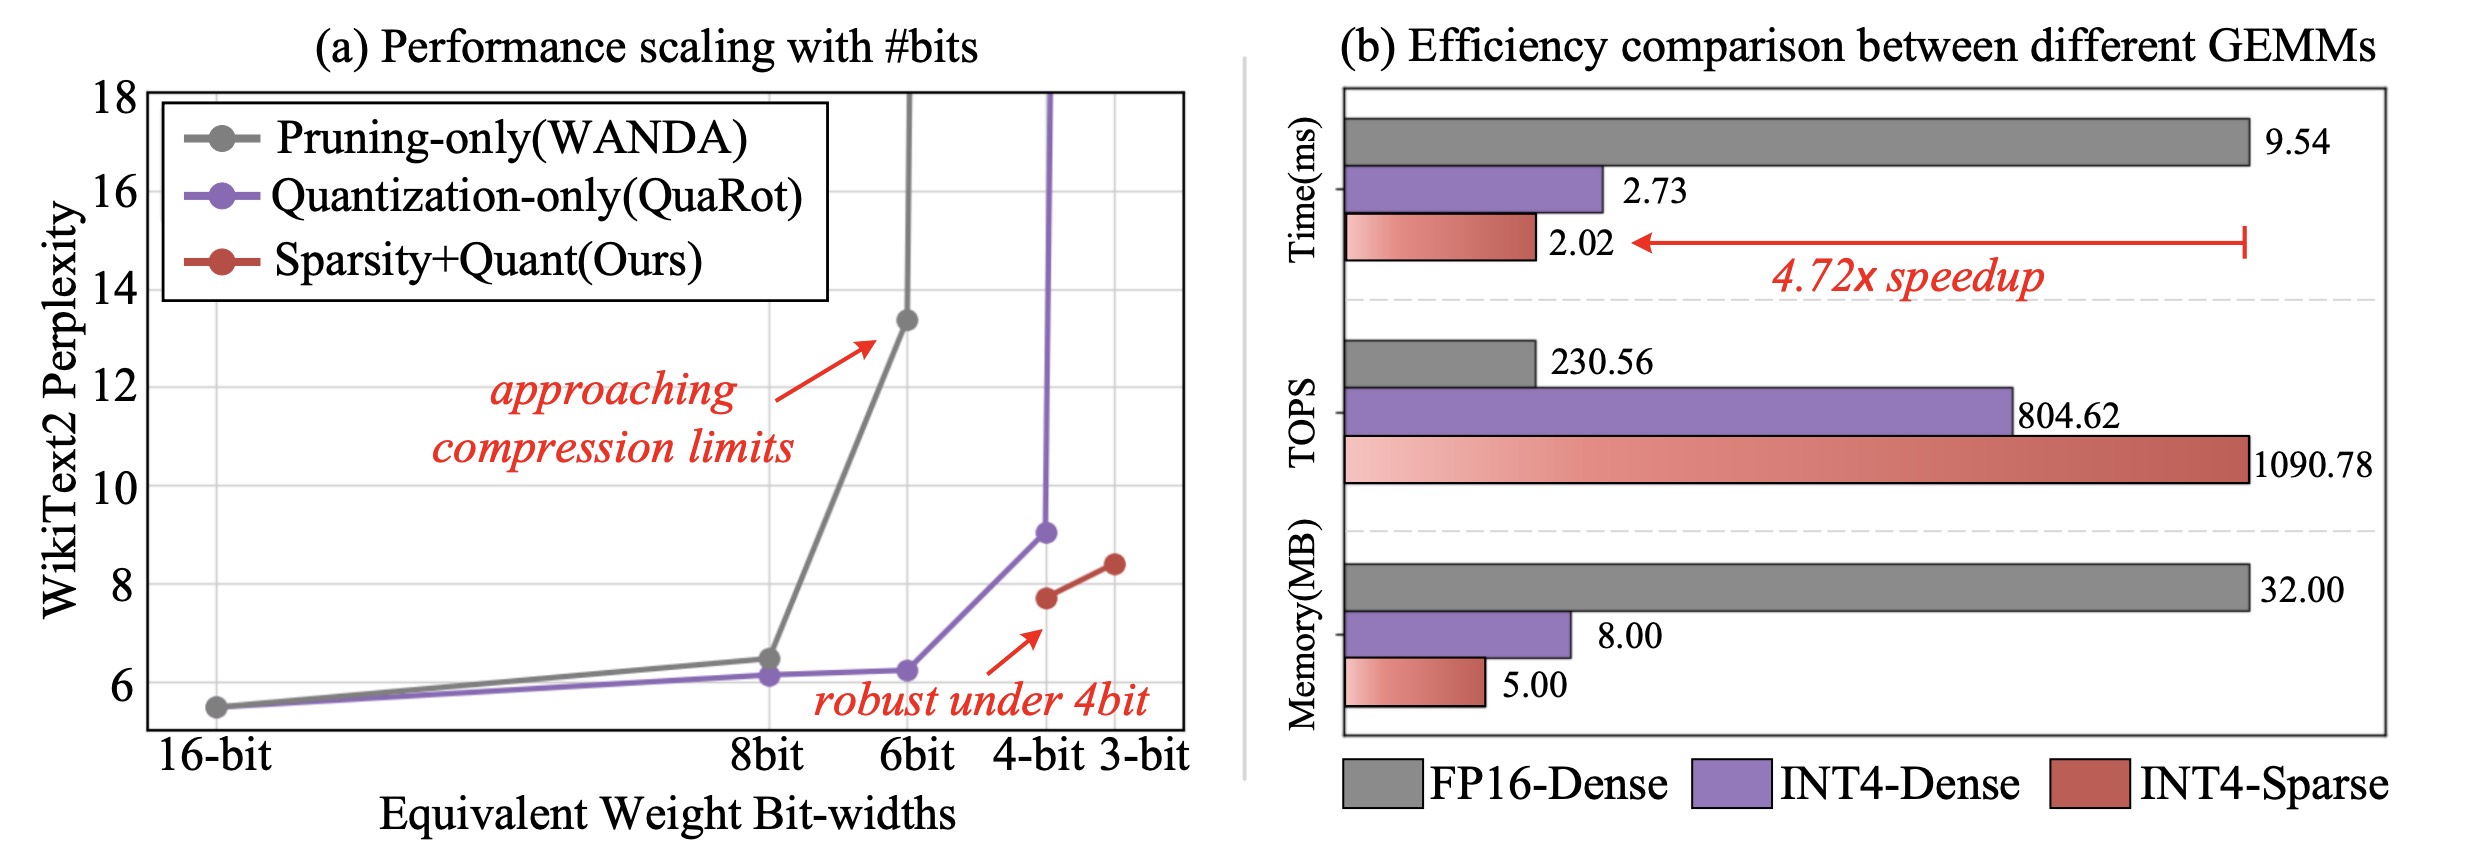 (a) Performance scaling with #bits
18
16
14
12
10
8
6
WikiText2 Perplexity
Pruning-only(WANDA)
Quantization-only(QuaRot)
Sparsity+Quant(Ours)
approaching
compression limits
robust under 4bit
16-bit
8bit
6bit
4-bit
3-bit
Equivalent Weight Bit-widths
(b) Efficiency comparison between different GEMMs
Time(ms)
9.54
2.73
2.02
4.72x speedup
TOPS
230.56
804.62
1090.78
Memory(MB)
32.00
8.00
5.00
FP16-Dense
INT4-Dense
INT4-Sparse